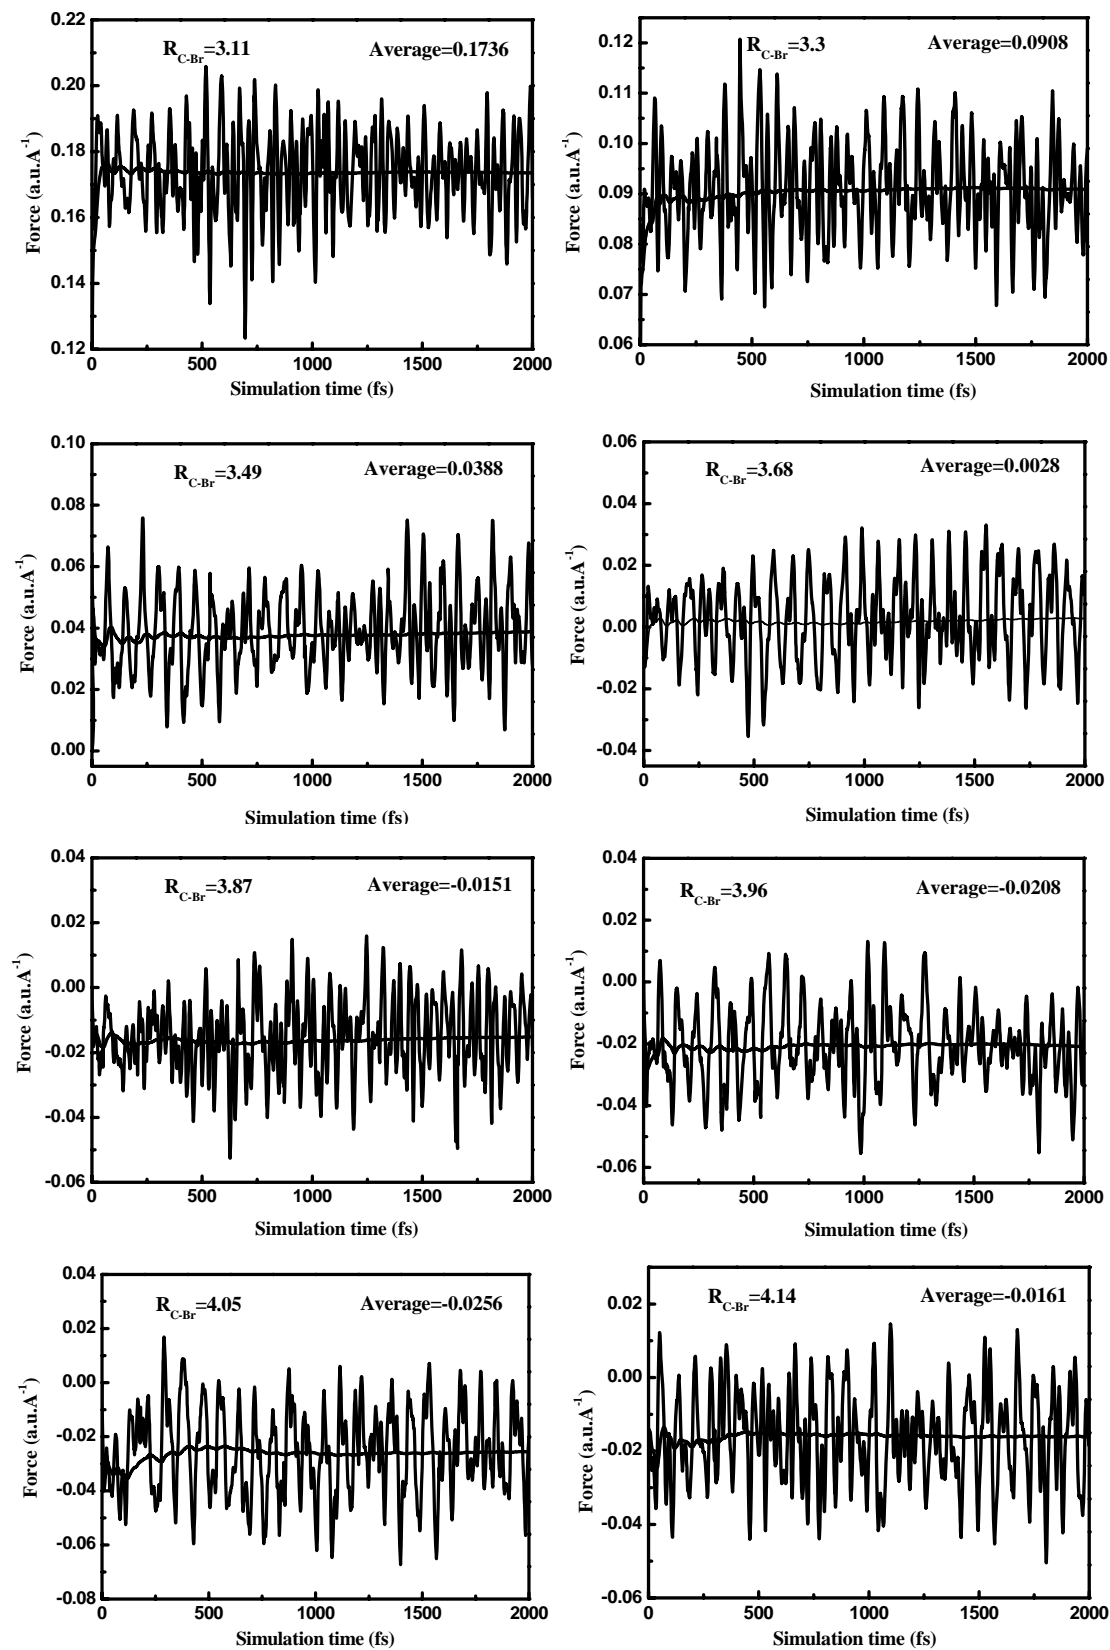 0.22
0.20
0.18
0.16
0.14
0.12
Force (a.u.A⁻¹)
R_C-Br=3.11
Average=0.1736
0
500
1000
1500
2000
Simulation time (fs)
0.12
0.11
0.10
0.09
0.08
0.07
0.06
Force (a.u.A⁻¹)
R_C-Br=3.3
Average=0.0908
0
500
1000
1500
2000
Simulation time (fs)
0.10
0.08
0.06
0.04
0.02
0.00
Force (a.u.A⁻¹)
R_C-Br=3.49
Average=0.0388
0
500
1000
1500
2000
Simulation time (fs)
0.06
0.04
0.02
0.00
-0.02
-0.04
Force (a.u.A⁻¹)
R_C-Br=3.68
Average=0.0028
0
500
1000
1500
2000
Simulation time (fs)
0.04
0.02
0.00
-0.02
-0.04
-0.06
Force (a.u.A⁻¹)
R_C-Br=3.87
Average=-0.0151
0
500
1000
1500
2000
Simulation time (fs)
0.04
0.02
0.00
-0.02
-0.04
-0.06
Force (a.u.A⁻¹)
R_C-Br=3.96
Average=-0.0208
0
500
1000
1500
2000
Simulation time (fs)
0.04
0.02
0.00
-0.02
-0.04
-0.06
-0.08
Force (a.u.A⁻¹)
R_C-Br=4.05
Average=-0.0256
0
500
1000
1500
2000
Simulation time (fs)
0.02
0.00
-0.02
-0.04
-0.06
Force (a.u.A⁻¹)
R_C-Br=4.14
Average=-0.0161
0
500
1000
1500
2000
Simulation time (fs)